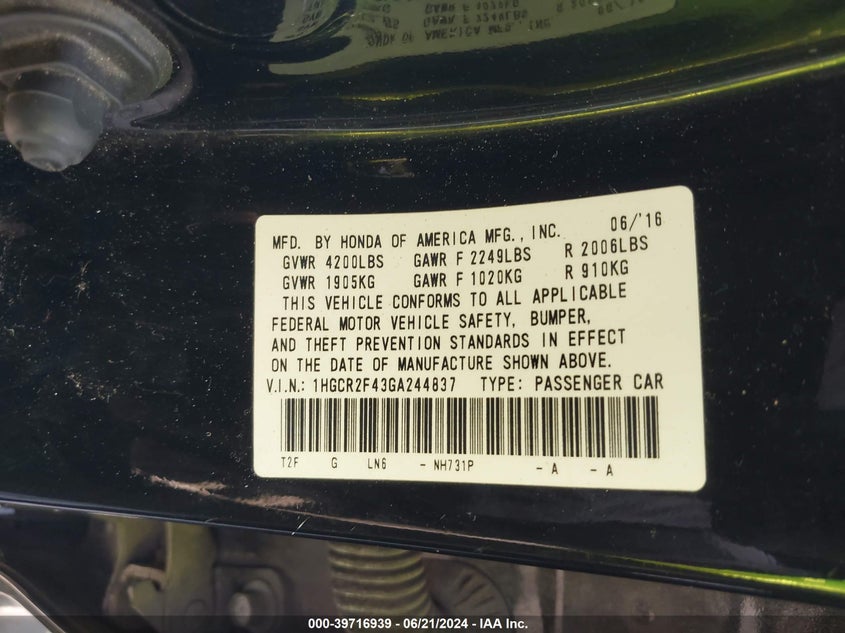 MFD. BY HONDA OF AMERICA MFG., INC. 06/'16
GVWR 4200LBS GAWR F 2249LBS R 2006LBS
GVWR 1905KG GAWR F 1020KG R 910KG
THIS VEHICLE CONFORMS TO ALL APPLICABLE
FEDERAL MOTOR VEHICLE SAFETY, BUMPER,
AND THEFT PREVENTION STANDARDS IN EFFECT
ON THE DATE OF MANUFACTURE SHOWN ABOVE.
V.I.N.: 1HGCR2F43GA244837 TYPE: PASSENGER CAR
T2F G LN6 - NH731P - A - A
000-39716939 - 06/21/2024 - IAA Inc.